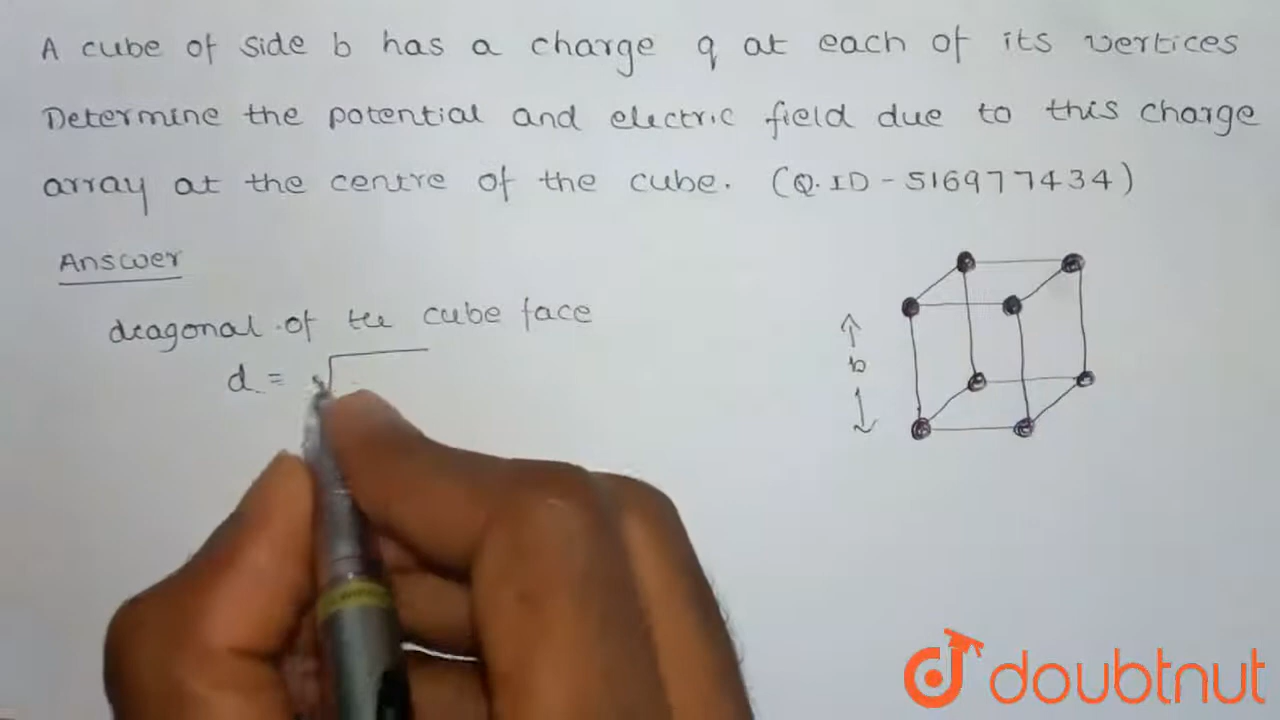 A cube of side b has a charge q at each of its vertices
Determine the potential and electric field due to this charge
array at the centre of the cube. (Q.ID - 516977434)
Answer
diagonal of the cube face
d = √
b
doubtnut